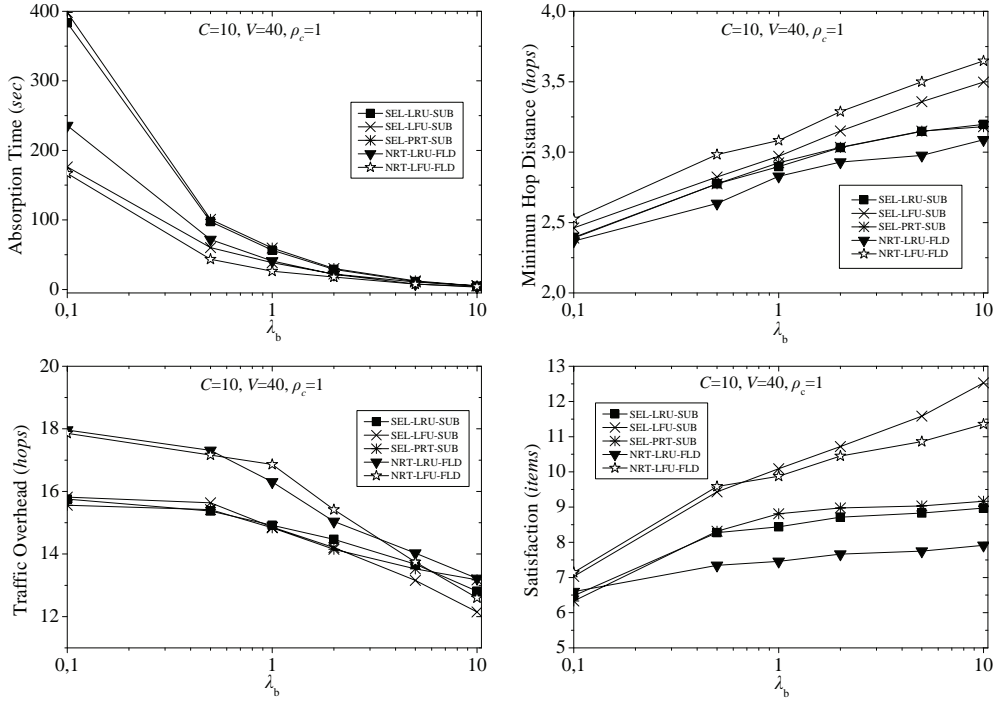 C=10, V=40, ρc=1
Absorption Time (sec)
400
300
200
100
0
SEL-LRU-SUB
SEL-LFU-SUB
SEL-PRT-SUB
NRT-LRU-FLD
NRT-LFU-FLD
0,1
1
10
λb
C=10, V=40, ρc=1
Minimum Hop Distance (hops)
4.0
3.5
3.0
2.5
2,0
SEL-LRU-SUB
SEL-LFU-SUB
SEL-PRT-SUB
NRT-LRU-FLD
NRT-LFU-FLD
0,1
1
10
λb
C=10, V=40, ρc=1
Traffic Overhead (hops)
20
18
16
14
12
SEL-LRU-SUB
SEL-LFU-SUB
SEL-PRT-SUB
NRT-LRU-FLD
NRT-LFU-FLD
0,1
1
10
λb
C=10, V=40, ρc=1
Satisfaction (items)
13
12
11
10
9
8
7
6
5
SEL-LRU-SUB
SEL-LFU-SUB
SEL-PRT-SUB
NRT-LRU-FLD
NRT-LFU-FLD
0,1
1
10
λb